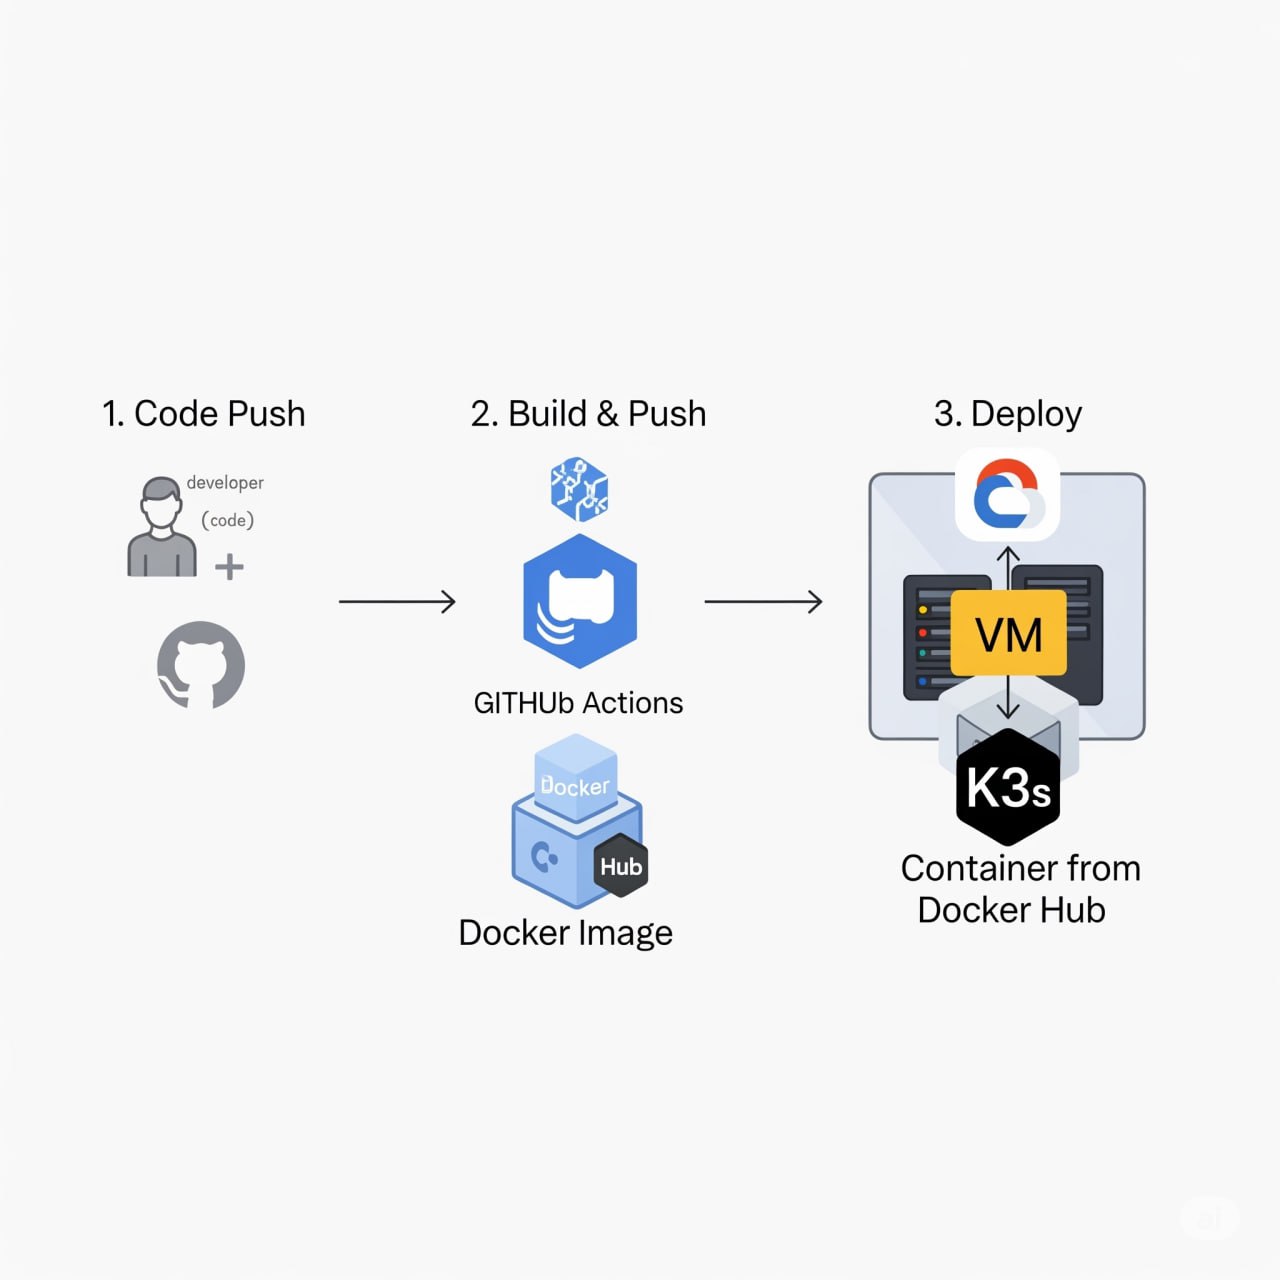 1. Code Push
developer
(code)
2. Build & Push
GITHUb Actions
Docker
Hub
Docker Image
3. Deploy
VM
K3s
Container from
Docker Hub
ai